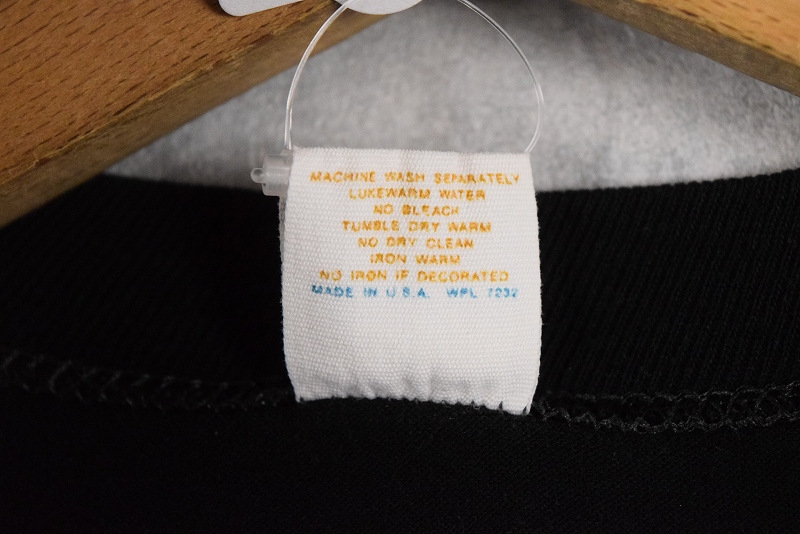 MACHINE WASH SEPARATELY
LUKEWARM WATER
NO BLEACH
TUMBLE DRY WARM
NO DRY CLEAN
IRON WARM
NO IRON IF DECORATED
MADE IN U.S.A. WPL 7232